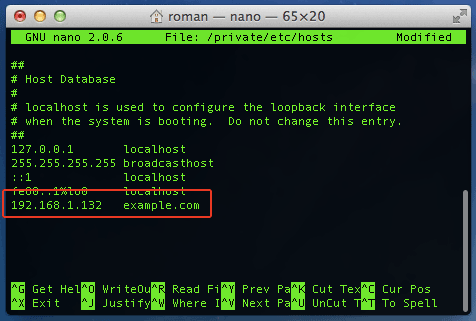 roman — nano — 65×20
GNU nano 2.0.6 File: /private/etc/hosts Modified
##
# Host Database
#
# localhost is used to configure the loopback interface
# when the system is booting. Do not change this entry.
##
127.0.0.1 localhost
255.255.255.255 broadcasthost
::1 localhost
fe80::1%lo0 localhost
192.168.1.132 example.com
^G Get Hel^O WriteOu^R Read Fi^Y Prev Pa^K Cut Tex^C Cur Pos
^X Exit ^J Justify^W Where I^V Next Pa^U UnCut T^T To Spell